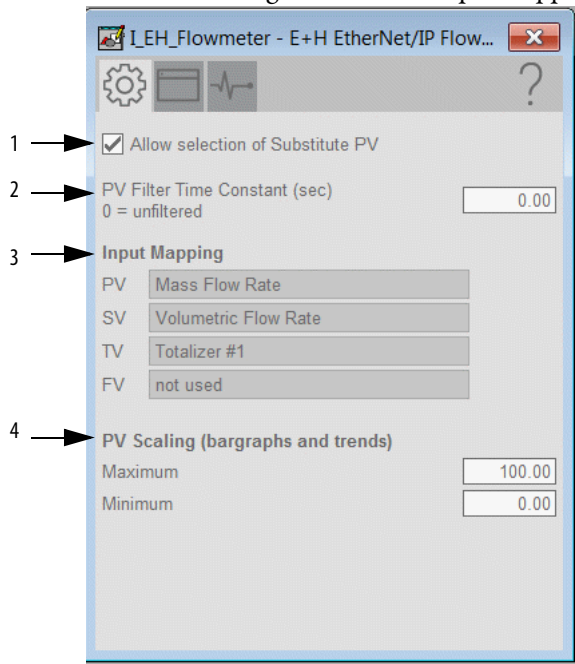 I_EH_Flowmeter - E+H EtherNet/IP Flow...
?
1
Allow selection of Substitute PV
2
PV Filter Time Constant (sec)
0 = unfiltered
0.00
3
Input Mapping
PV Mass Flow Rate
SV Volumetric Flow Rate
TV Totalizer #1
FV not used
4
PV Scaling (bargraphs and trends)
Maximum 100.00
Minimum 0.00